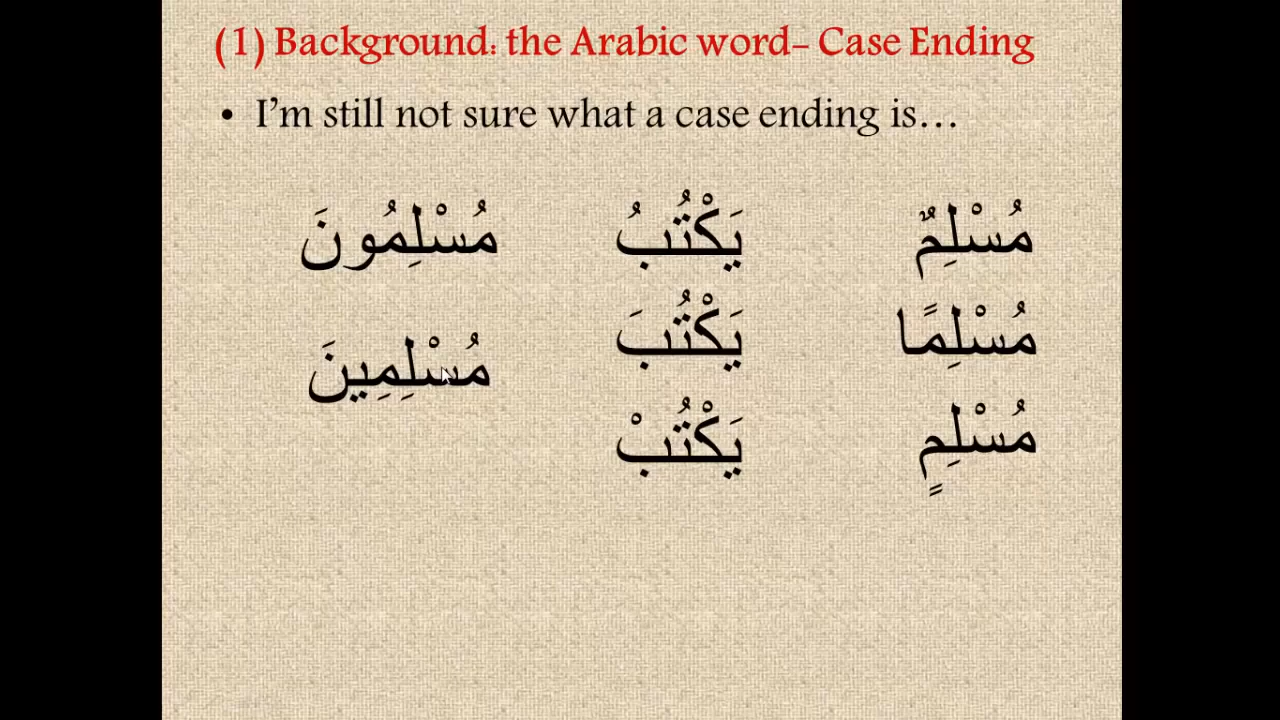 (1) Background: the Arabic word- Case Ending
• I'm still not sure what a case ending is…
مُسْلِمٌ يَكْتُبُ مُسْلِمُونَ
مُسْلِمًا يَكْتُبَ مُسْلِمِينَ
مُسْلِمٍ يَكْتُبْ